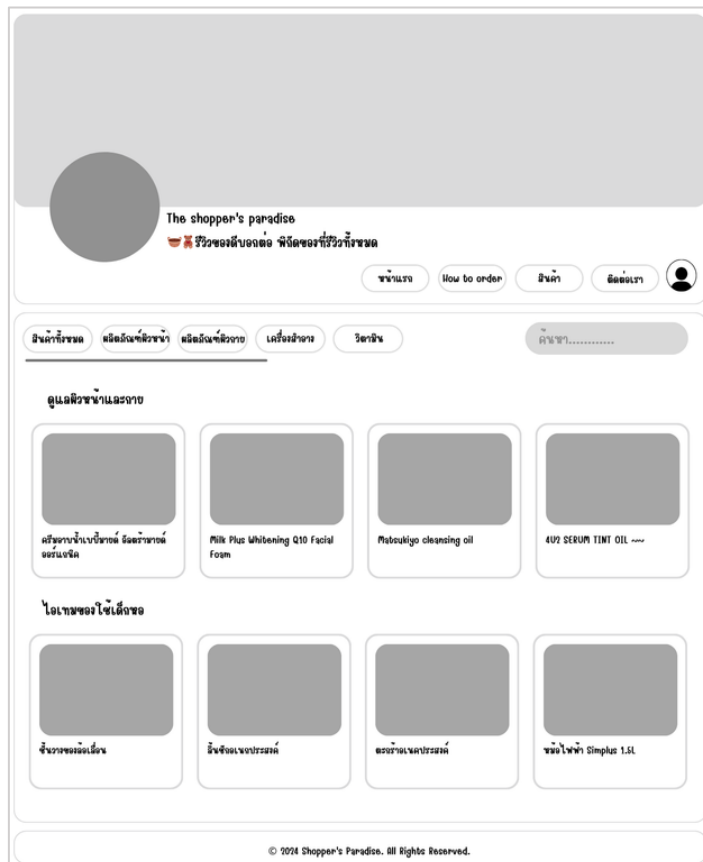 The shopper's paradise
รีวิวของดีบอกต่อ พิกัดของที่รีวิวทั้งหมด
หน้าแรก How to order สินค้า ติดต่อเรา
สินค้าทั้งหมด ผลิตภัณฑ์ผิวหน้า ผลิตภัณฑ์ผิวกาย เครื่องสำอาง วิตามิน ค้นหา............
ดูแลผิวหน้าและกาย
ครีมอาบน้ำเบบี้มายด์ อัลตร้ามายด์
ออร์แกนิค
Milk Plus Whitening Q10 Facial
Foam
Matsukiyo cleansing oil
4U2 SERUM TINT OIL ~~~
ไอเทมของใช้เด็กหอ
ชั้นวางของล้อเลื่อน
ลิ้นชักอเนกประสงค์
ตะกร้าอเนคประสงค์
หม้อไฟฟ้า Simplus 1.5L
© 2024 Shopper's Paradise. All Rights Reserved.